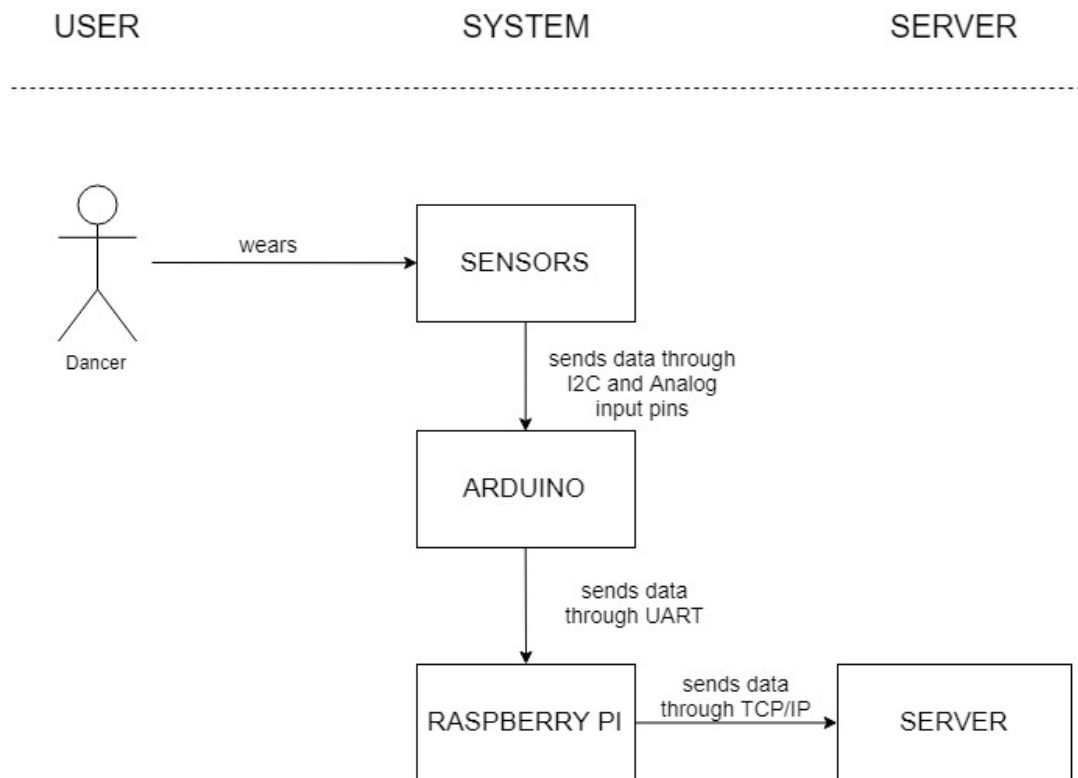 USER
SYSTEM
SERVER
wears
SENSORS
Dancer
sends data through
I2C and Analog
input pins
ARDUINO
sends data
through UART
RASPBERRY PI
sends data
through TCP/IP
SERVER